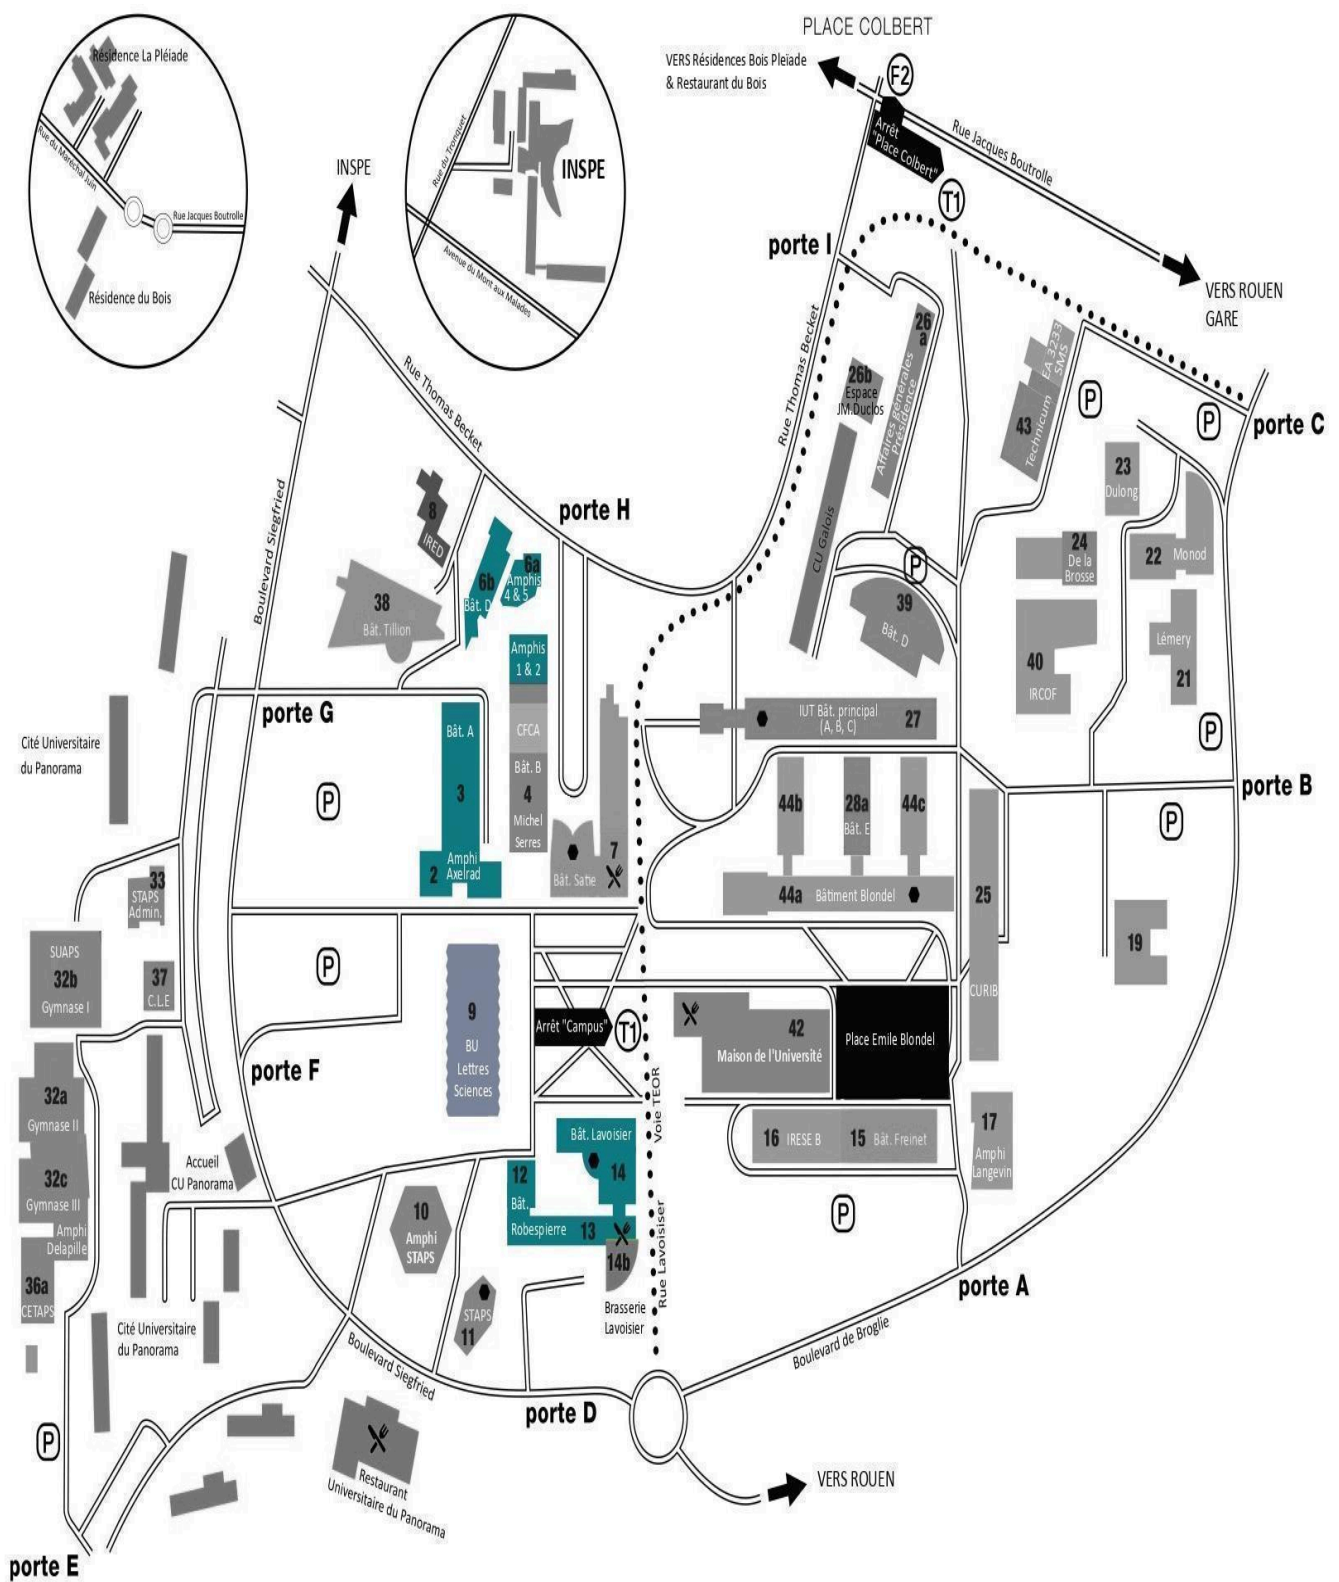 PLACE COLBERT
VERS Résidences Bois Pleïade
& Restaurant du Bois
F2
Arrêt
"Place Colbert"
T1
Rue Jacques Boutrolle
VERS ROUEN
GARE
Résidence La Pléiade
Rue du Maréchal Juin
Rue Jacques Boutrolle
Résidence du Bois
INSPE
Rue du Tronquet
INSPE
Avenue du Mont aux Malades
porte I
Rue Thomas Becket
Rue Thomas Becket
Boulevard Siegfried
26
a
Affaires générales
Présidence
26b
Espace
JM.Duclos
CU Galois
EA 3233
SMS
43
Technicum
P
P
porte C
23
Dulong
24
De la
Brosse
22
Monod
Lémery
21
40
IRCOF
P
39
Bât. D
porte H
8
IRED
6b
Bât. D
6a
Amphis
4 & 5
38
Bât. Tillion
Amphis
1 & 2
CFCA
Bât. B
4
Michel
Serres
porte G
Bât. A
3
Amphi
Axelrad
2
7
Bât. Satie
IUT Bât. principal
(A, B, C)
27
P
porte B
P
44b
28a
Bât. E
44c
44a
Bâtiment Blondel
25
CURIB
19
Cité Universitaire
du Panorama
P
33
STAPS
Admin.
SUAPS
32b
Gymnase I
37
C.L.E
P
9
BU
Lettres
Sciences
Arrêt "Campus"
T1
42
Maison de l'Université
Place Emile Blondel
porte F
32a
Gymnase II
32c
Gymnase III
Amphi
Delapille
36a
CETAPS
Accueil
CU Panorama
Voie TEOR
Bât. Lavoisier
14
12
Bât.
Robespierre
13
14b
Brasserie
Lavoisier
Rue Lavoisiser
16
IRESE B
15
Bât. Freinet
17
Amphi
Langevin
P
porte A
10
Amphi
STAPS
STAPS
11
Cité Universitaire
du Panorama
Boulevard Siegfried
Boulevard de Broglie
porte D
P
Restaurant
Universitaire du Panorama
VERS ROUEN
porte E